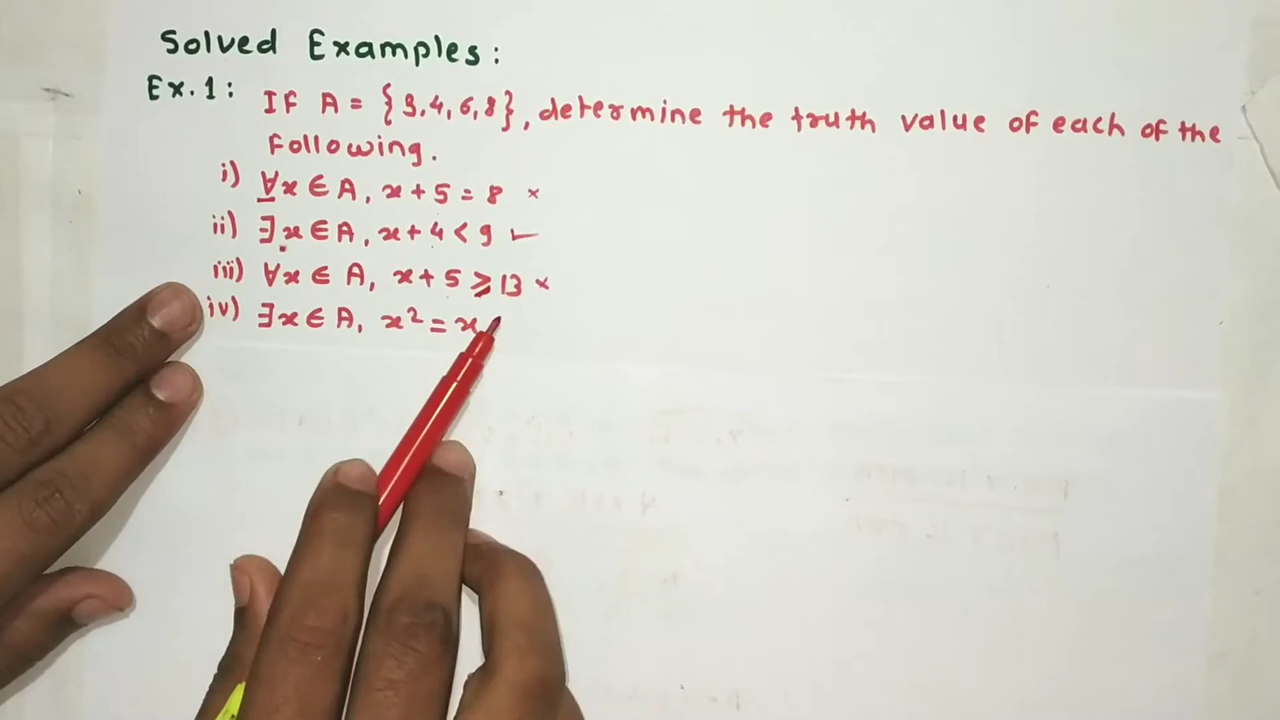 Solved Examples:
Ex.1: If A = {3,4,6,8}, determine the truth value of each of the
following.
i) ∀x ∈ A, x + 5 = 8 ×
ii) ∃x ∈ A, x + 4 < 9 ✓
iii) ∀x ∈ A, x + 5 ⩾ 13 ×
iv) ∃x ∈ A, x² = x